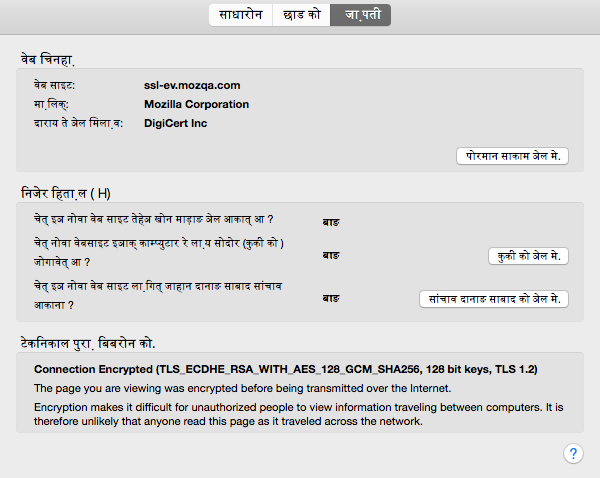 साधारोन छाड को जा़पती
वेब चिनहा़
वेब साइट: ssl-ev.mozqa.com
मा़लिक्: Mozilla Corporation
दाराय ते ञेल मिला़व: DigiCert Inc
पोरमान साकाम ञेल मे.
निजेर हिता़ल ( H)
चेत् इञ नोवा वेब साइट तेहेञ खोन माड़ाङ ञेल आकात् आ ? बाङ
चेत् नोवा वेबसाइट इञाक् काम्प्युटार रे ला़य सोदोर (कुकी को )
जोगावेत् आ ? बाङ कुकी को ञेल मे.
चेत् इञ नोवा वेब साइट ला़गित् जाहान दानाङ साबाद सांचाव
आकाना ? बाङ सांचाव दानाङ साबाद को ञेल मे.
टेकनिकाल पुरा़ बिबरोन को.
Connection Encrypted (TLS_ECDHE_RSA_WITH_AES_128_GCM_SHA256, 128 bit keys, TLS 1.2)
The page you are viewing was encrypted before being transmitted over the Internet.
Encryption makes it difficult for unauthorized people to view information traveling between computers. It is
therefore unlikely that anyone read this page as it traveled across the network.
?